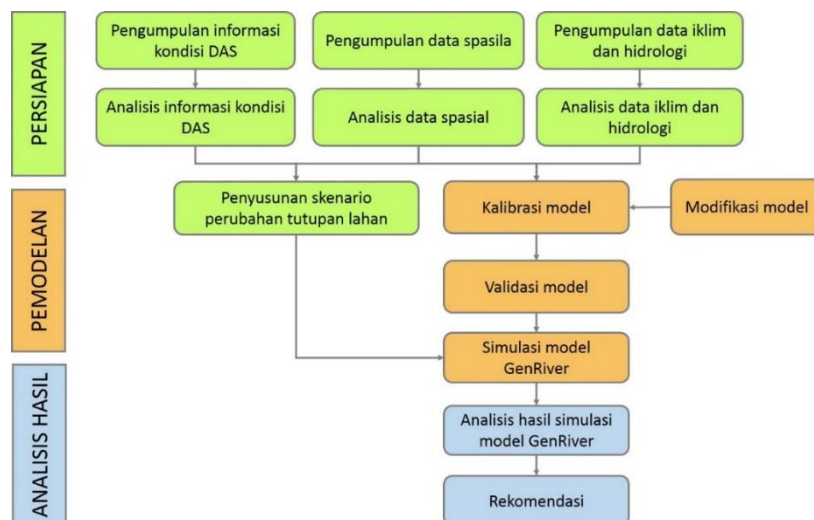 PERSIAPAN
Pengumpulan informasi
kondisi DAS
Pengumpulan data spasila
Pengumpulan data iklim
dan hidrologi
Analisis informasi kondisi
DAS
Analisis data spasial
Analisis data iklim dan
hidrologi
PEMODELAN
Penyusunan skenario
perubahan tutupan lahan
Kalibrasi model
Modifikasi model
Validasi model
Simulasi model
GenRiver
ANALISIS HASIL
Analisis hasil simulasi
model GenRiver
Rekomendasi